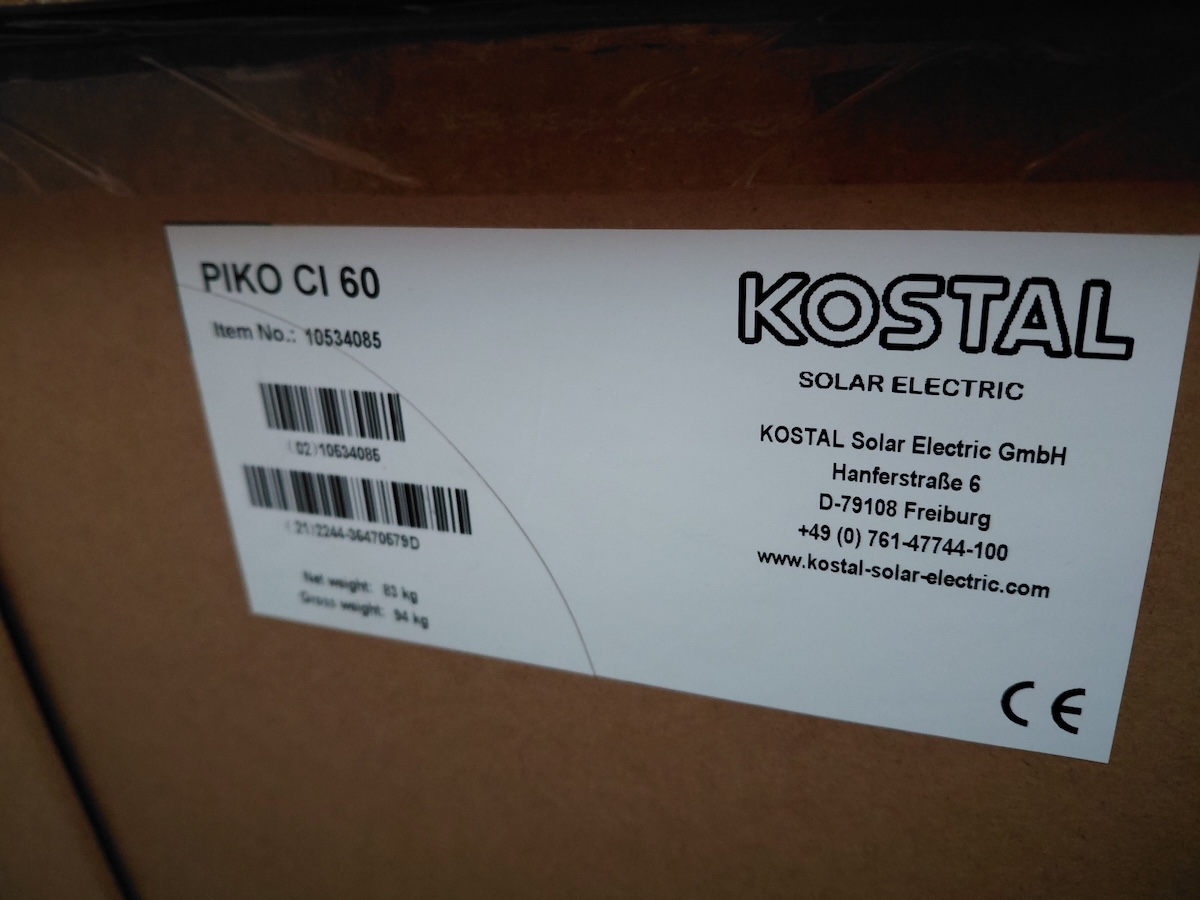 PIKO CI 60
Item No.: 10534085
(02)10534085
(21)2244-36470579D
Net weight: 83 kg
Gross weight: 94 kg
KOSTAL
SOLAR ELECTRIC
KOSTAL Solar Electric GmbH
Hanferstraße 6
D-79108 Freiburg
+49 (0) 761-47744-100
www.kostal-solar-electric.com
CE